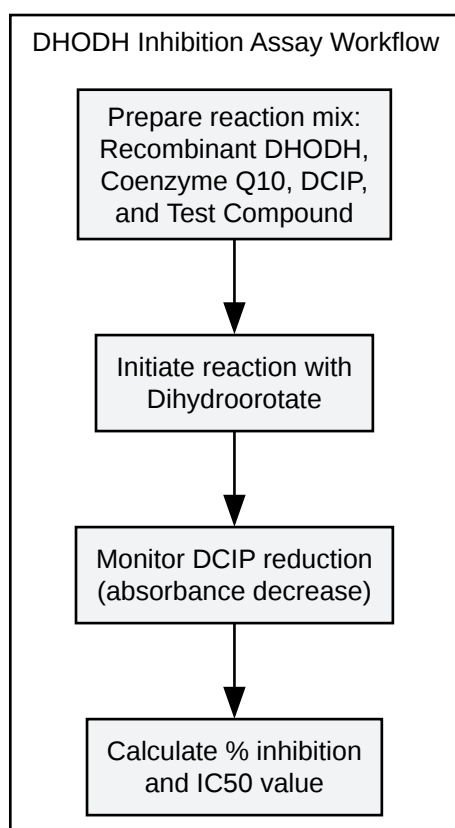 DHODH Inhibition Assay Workflow
Prepare reaction mix:
Recombinant DHODH,
Coenzyme Q10, DCIP,
and Test Compound
Initiate reaction with
Dihydroorotate
Monitor DCIP reduction
(absorbance decrease)
Calculate % inhibition
and IC50 value